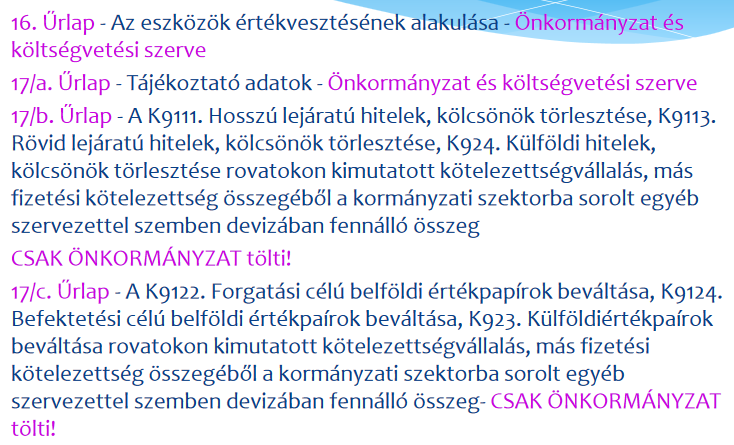 16. Űrlap - Az eszközök értékvesztésének alakulása - Önkormányzat és
költségvetési szerve
17/a. Űrlap - Tájékoztató adatok - Önkormányzat és költségvetési szerve
17/b. Űrlap - A K9111. Hosszú lejáratú hitelek, kölcsönök törlesztése, K9113.
Rövid lejáratú hitelek, kölcsönök törlesztése, K924. Külföldi hitelek,
kölcsönök törlesztése rovatokon kimutatott kötelezettségvállalás, más
fizetési kötelezettség összegéből a kormányzati szektorba sorolt egyéb
szervezettel szemben devizában fennálló összeg
CSAK ÖNKORMÁNYZAT tölti!
17/c. Űrlap - A K9122. Forgatási célú belföldi értékpapírok beváltása, K9124.
Befektetési célú belföldi értékpaírok beváltása, K923. Külföldiértékpaírok
beváltása rovatokon kimutatott kötelezettségvállalás, más fizetési
kötelezettség összegéből a kormányzati szektorba sorolt egyéb
szervezettel szemben devizában fennálló összeg- CSAK ÖNKORMÁNYZAT
tölti!